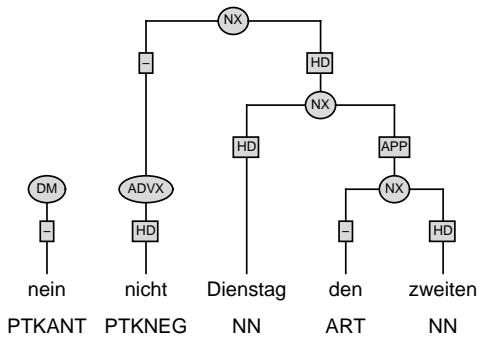 NX
– HD
NX
HD APP
DM ADVX NX
– HD – HD
nein nicht Dienstag den zweiten
PTKANT PTKNEG NN ART NN